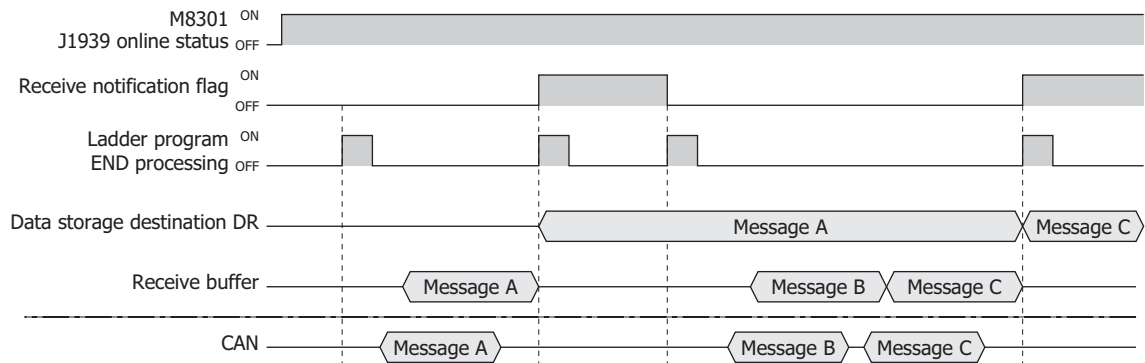 M8301 ON
J1939 online status OFF
Receive notification flag ON
OFF
Ladder program ON
END processing OFF
Data storage destination DR Message A Message C
Receive buffer Message A Message B Message C
CAN Message A Message B Message C